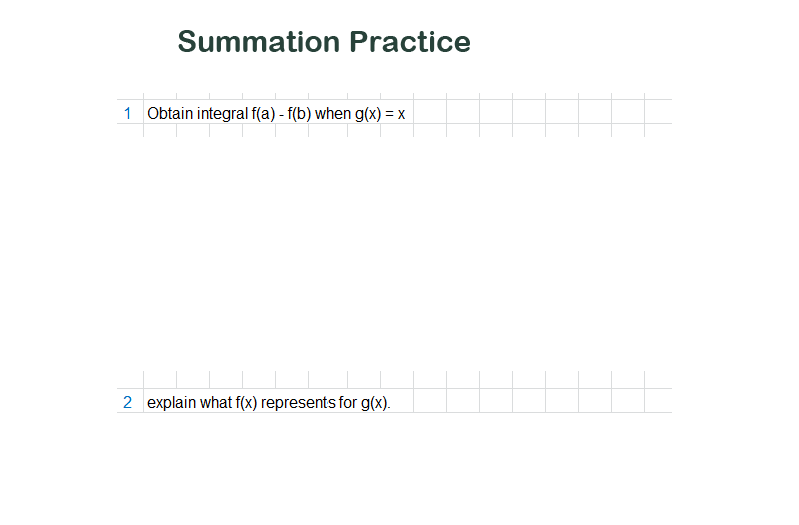 Summation Practice
1 Obtain integral f(a) - f(b) when g(x) = x
2 explain what f(x) represents for g(x).